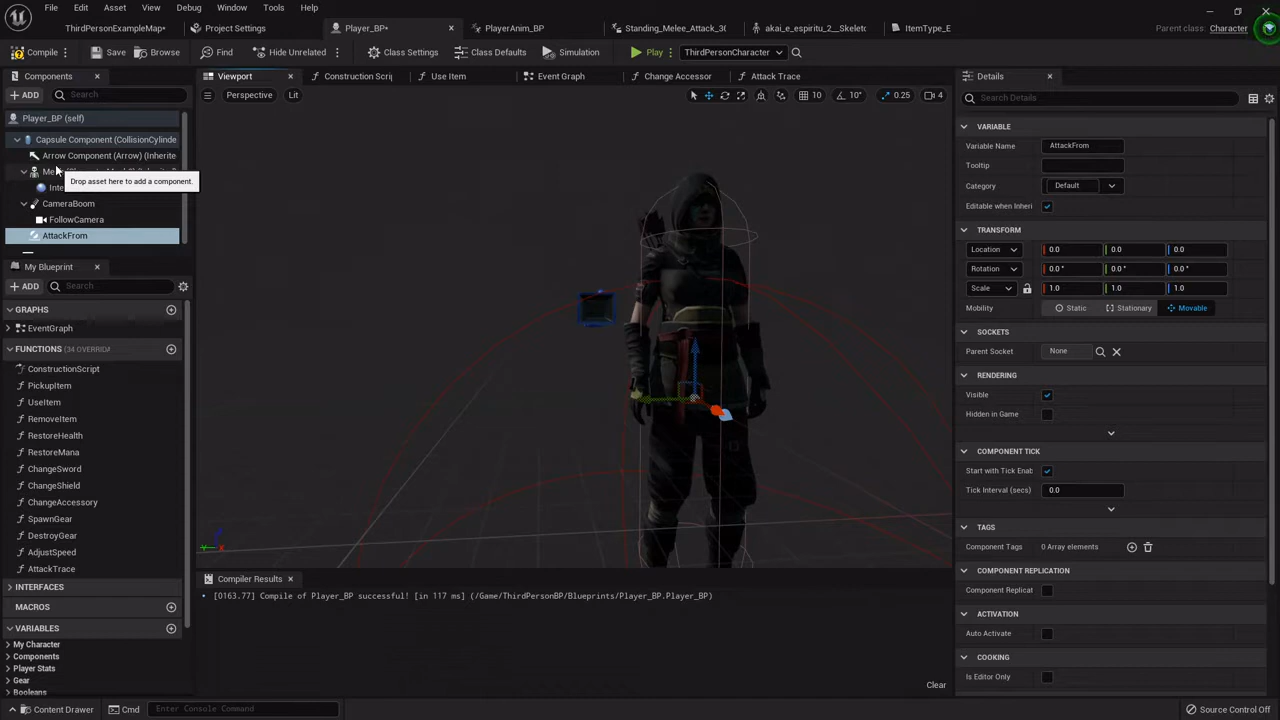 File Edit Asset View Debug Window Tools Help
ThirdPersonExampleMap• Project Settings Player_BP• PlayerAnim_BP Standing_Melee_Attack_3( akai_e_espiritu_2__Skeleto ItemType_E Parent class: Character
Compile Save Browse Find Hide Unrelated Class Settings Class Defaults Simulation Play ThirdPersonCharacter
Components
ADD Search
Player_BP (self)
Capsule Component (CollisionCylinde
Arrow Component (Arrow) (Inherite
Drop asset here to add a component.
Inte
CameraBoom
FollowCamera
AttackFrom
My Blueprint
ADD Search
GRAPHS
EventGraph
FUNCTIONS (34 OVERRIDA
ConstructionScript
PickupItem
UseItem
RemoveItem
RestoreHealth
RestoreMana
ChangeSword
ChangeShield
ChangeAccessory
SpawnGear
DestroyGear
AdjustSpeed
AttackTrace
INTERFACES
MACROS
VARIABLES
My Character
Components
Player Stats
Gear
Booleans
Viewport Construction Scrip Use Item Event Graph Change Accessor Attack Trace
Perspective Lit 10 10° 0.25 4
Compiler Results
[0163.77] Compile of Player_BP successful! [in 117 ms] (/Game/ThirdPersonBP/Blueprints/Player_BP.Player_BP)
Clear
Details
Search Details
VARIABLE
Variable Name AttackFrom
Tooltip
Category Default
Editable when Inheri
TRANSFORM
Location 0.0 0.0 0.0
Rotation 0.0 ° 0.0 ° 0.0 °
Scale 1.0 1.0 1.0
Mobility Static Stationary Movable
SOCKETS
Parent Socket None
RENDERING
Visible
Hidden in Game
COMPONENT TICK
Start with Tick Enab
Tick Interval (secs) 0.0
TAGS
Component Tags 0 Array elements
COMPONENT REPLICATION
Component Replicat
ACTIVATION
Auto Activate
COOKING
Is Editor Only
Content Drawer Cmd Enter Console Command Source Control Off